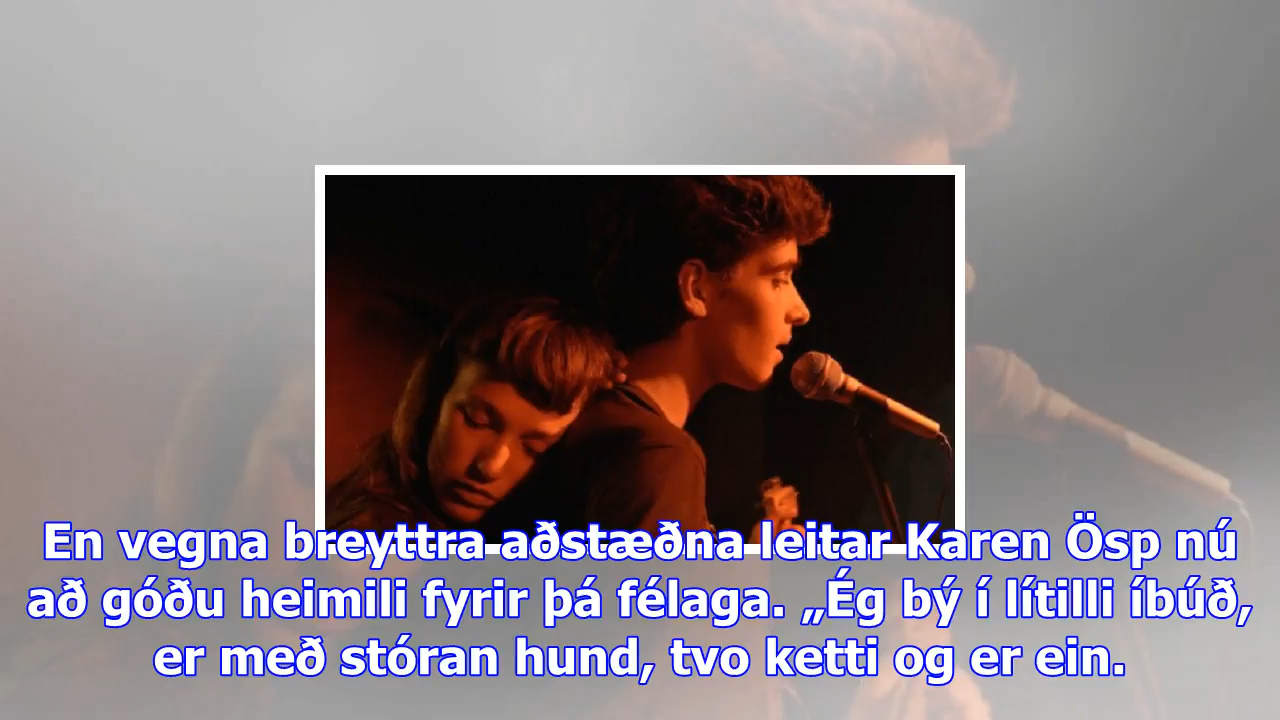 En vegna breyttra aðstæðna leitar Karen Ösp nú
að góðu heimili fyrir þá félaga. „Ég bý í lítilli íbúð,
er með stóran hund, tvo ketti og er ein.